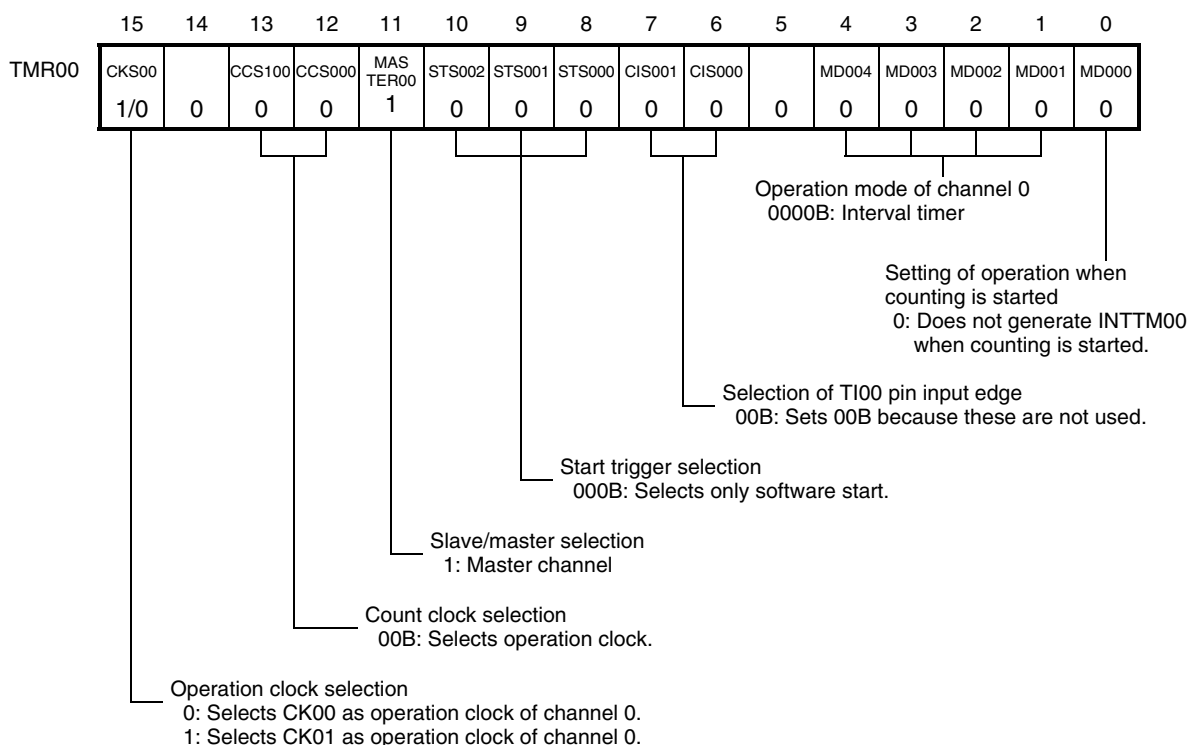 15 14 13 12 11 10 9 8 7 6 5 4 3 2 1 0
TMR00 CKS00 CCS100 CCS000 MAS TER00 STS002 STS001 STS000 CIS001 CIS000 MD004 MD003 MD002 MD001 MD000
1/0 0 0 0 1 0 0 0 0 0 0 0 0 0 0 0
Operation mode of channel 0
0000B: Interval timer
Setting of operation when
counting is started
0: Does not generate INTTM00
when counting is started.
Selection of TI00 pin input edge
00B: Sets 00B because these are not used.
Start trigger selection
000B: Selects only software start.
Slave/master selection
1: Master channel
Count clock selection
00B: Selects operation clock.
Operation clock selection
0: Selects CK00 as operation clock of channel 0.
1: Selects CK01 as operation clock of channel 0.